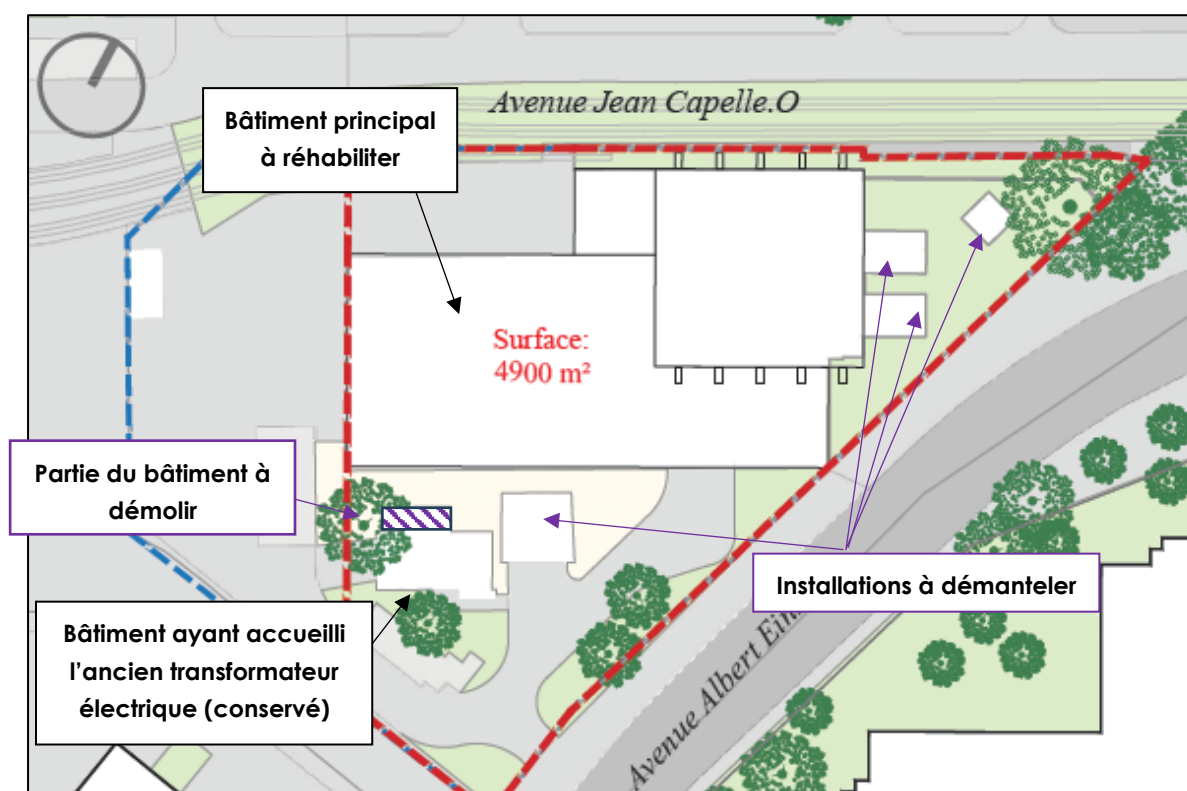 Avenue Jean Capelle.O
Bâtiment principal
à réhabiliter
Surface:
4900 m²
Partie du bâtiment à
démolir
Installations à démanteler
Bâtiment ayant accueilli
l'ancien transformateur
électrique (conservé)
Avenue Albert Ein